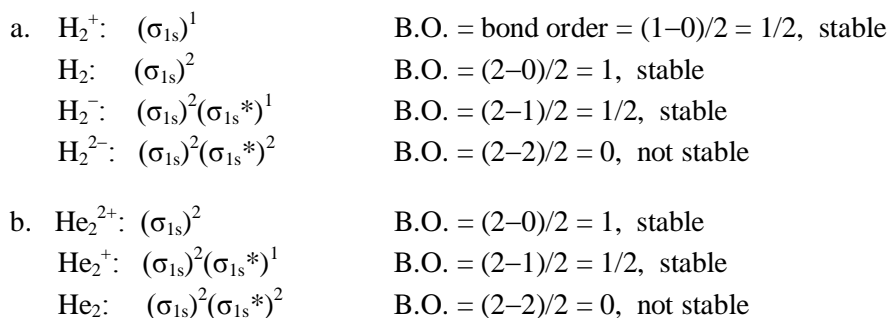 a. H₂⁺: (σ₁ₛ)¹ B.O. = bond order = (1−0)/2 = 1/2, stable
H₂: (σ₁ₛ)² B.O. = (2−0)/2 = 1, stable
H₂⁻: (σ₁ₛ)²(σ₁ₛ*)¹ B.O. = (2−1)/2 = 1/2, stable
H₂²⁻: (σ₁ₛ)²(σ₁ₛ*)² B.O. = (2−2)/2 = 0, not stable
b. He₂²⁺: (σ₁ₛ)² B.O. = (2−0)/2 = 1, stable
He₂⁺: (σ₁ₛ)²(σ₁ₛ*)¹ B.O. = (2−1)/2 = 1/2, stable
He₂: (σ₁ₛ)²(σ₁ₛ*)² B.O. = (2−2)/2 = 0, not stable